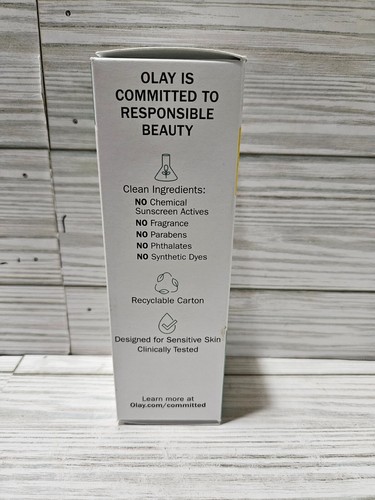 OLAY IS
COMMITTED TO
RESPONSIBLE
BEAUTY
Clean Ingredients:
NO Chemical
Sunscreen Actives
NO Fragrance
NO Parabens
NO Phthalates
NO Synthetic Dyes
Recyclable Carton
Designed for Sensitive Skin
Clinically Tested
Learn more at
Olay.com/committed